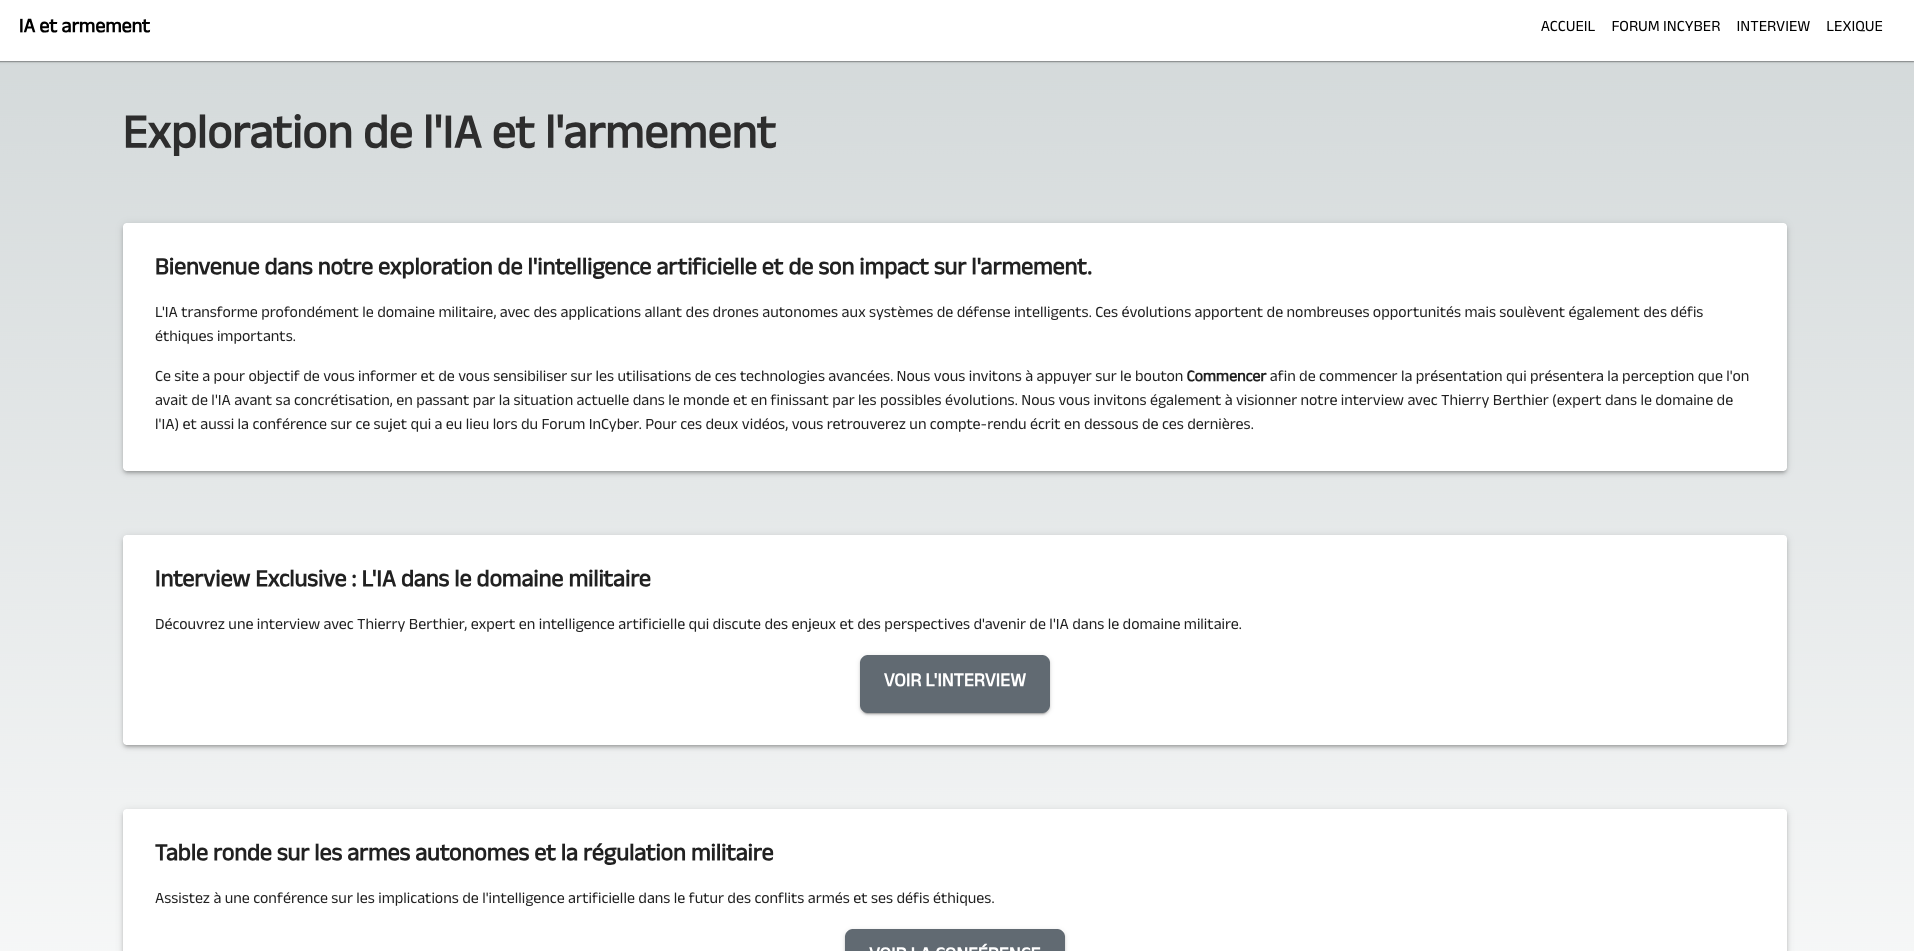 IA et armement
ACCUEIL FORUM INCYBER INTERVIEW LEXIQUE
Exploration de l'IA et l'armement
Bienvenue dans notre exploration de l'intelligence artificielle et de son impact sur l'armement.
L'IA transforme profondément le domaine militaire, avec des applications allant des drones autonomes aux systèmes de défense intelligents. Ces évolutions apportent de nombreuses opportunités mais soulèvent également des défis
éthiques importants.
Ce site a pour objectif de vous informer et de vous sensibiliser sur les utilisations de ces technologies avancées. Nous vous invitons à appuyer sur le bouton Commencer afin de commencer la présentation qui présentera la perception que l'on
avait de l'IA avant sa concrétisation, en passant par la situation actuelle dans le monde et en finissant par les possibles évolutions. Nous vous invitons également à visionner notre interview avec Thierry Berthier (expert dans le domaine de
l'IA) et aussi la conférence sur ce sujet qui a eu lieu lors du Forum InCyber. Pour ces deux vidéos, vous retrouverez un compte-rendu écrit en dessous de ces dernières.
Interview Exclusive : L'IA dans le domaine militaire
Découvrez une interview avec Thierry Berthier, expert en intelligence artificielle qui discute des enjeux et des perspectives d'avenir de l'IA dans le domaine militaire.
VOIR L'INTERVIEW
Table ronde sur les armes autonomes et la régulation militaire
Assistez à une conférence sur les implications de l'intelligence artificielle dans le futur des conflits armés et ses défis éthiques.
VOIR LA CONFÉRENCE